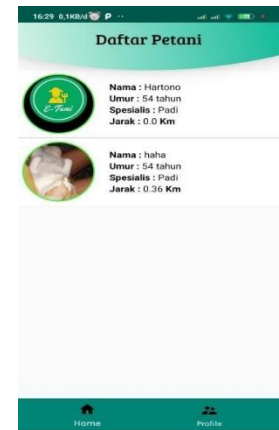 16:29 0,1KB/d
Daftar Petani
E-Tani
Nama : Hartono
Umur : 54 tahun
Spesialis : Padi
Jarak : 0.0 Km
Nama : haha
Umur : 54 tahun
Spesialis : Padi
Jarak : 0.36 Km
Home
Profile